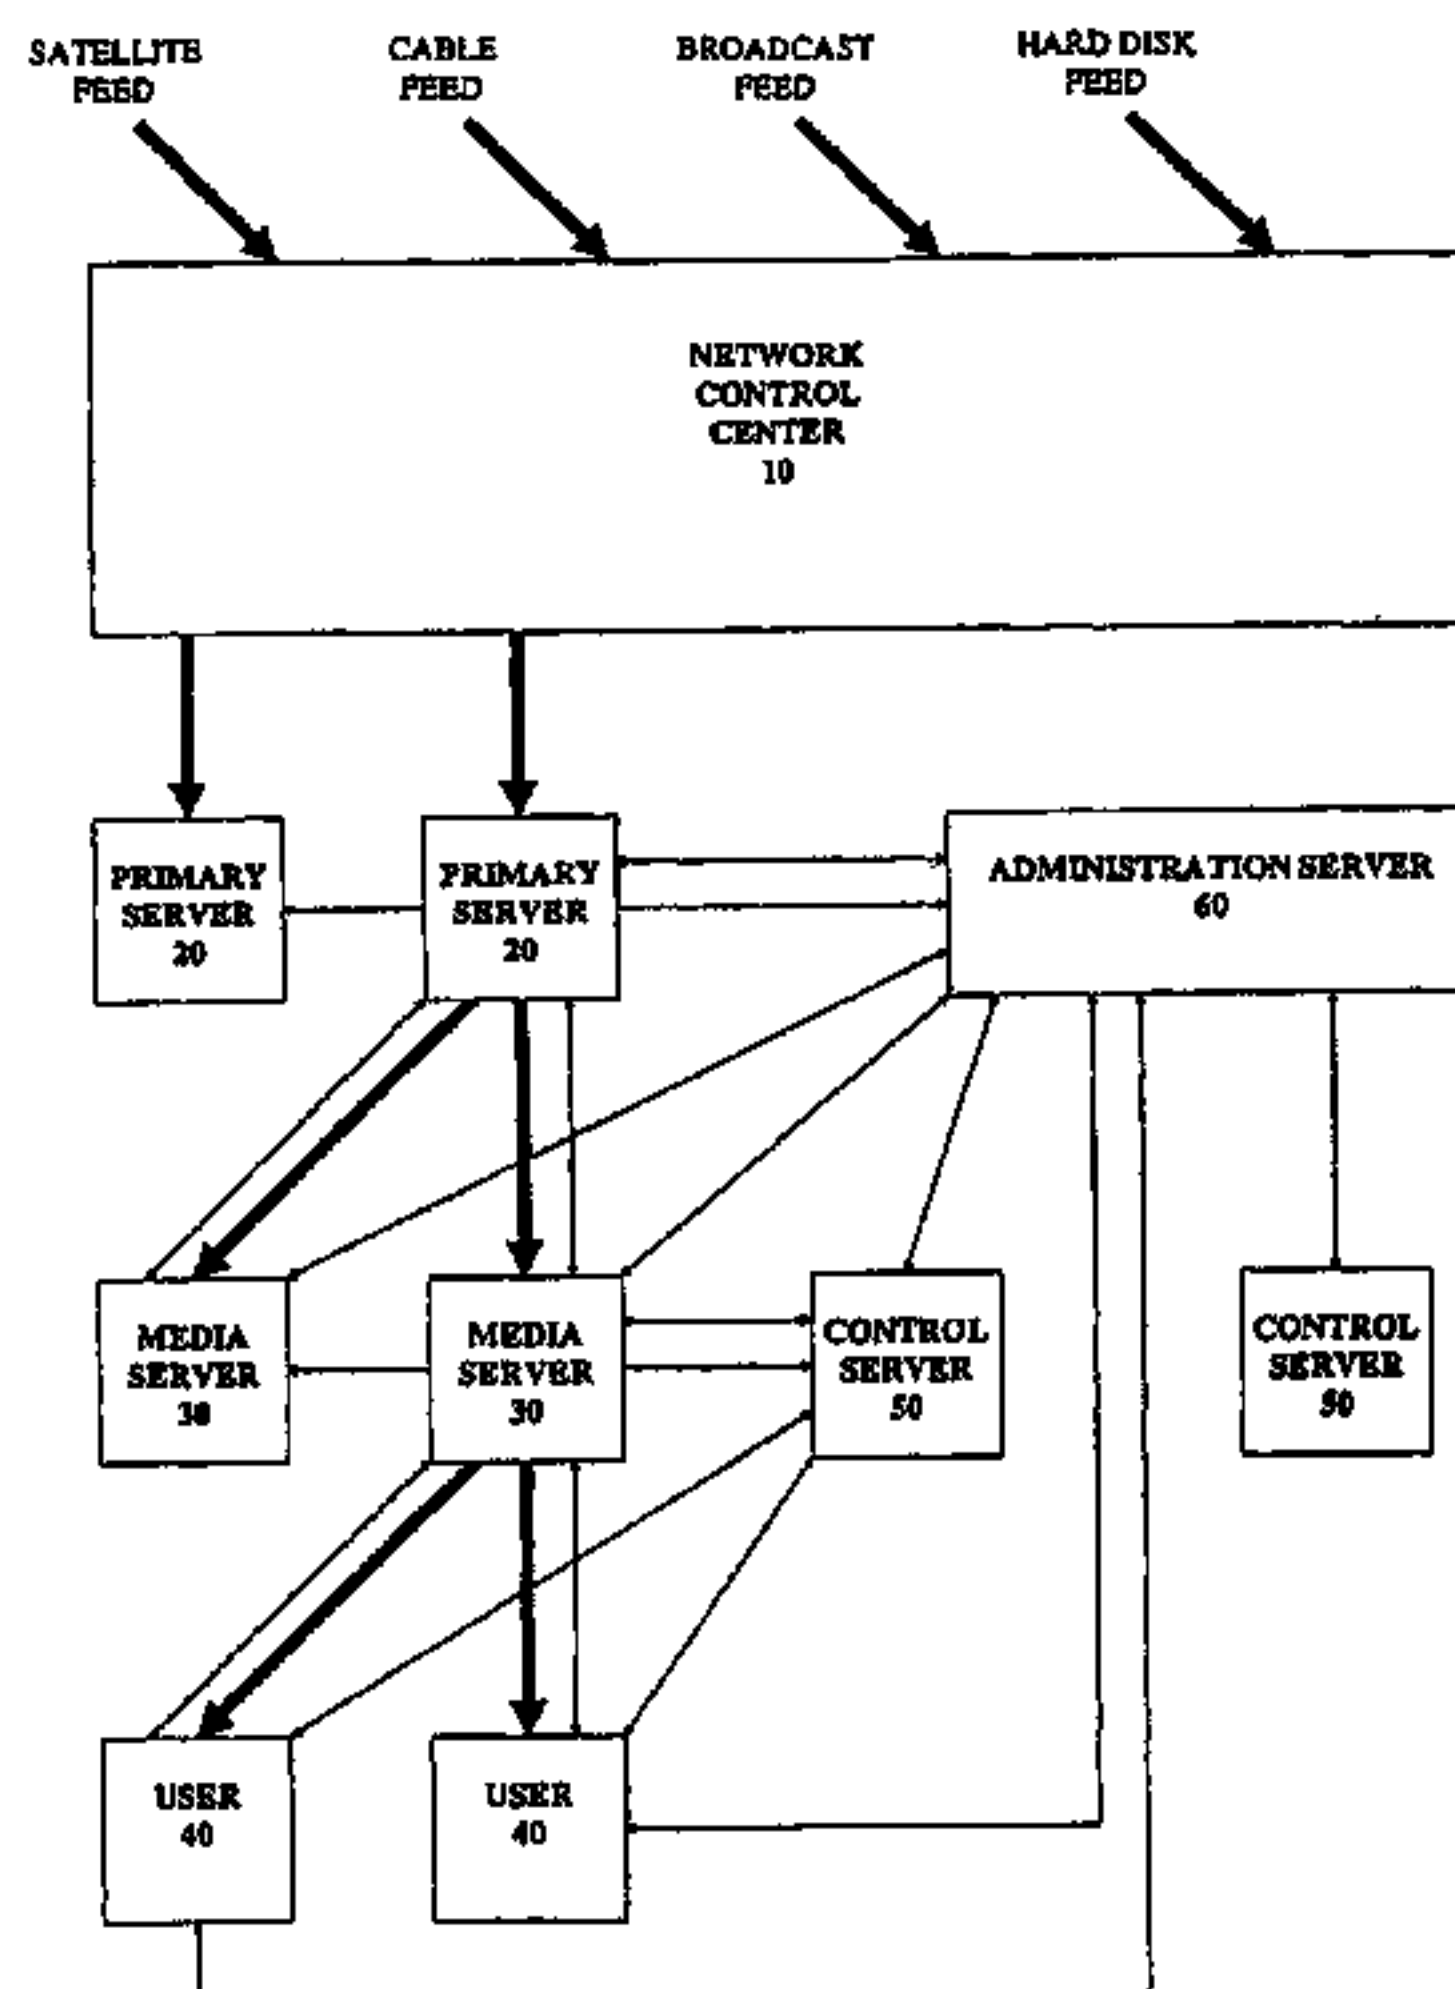 SATELLITE
FEED
CABLE
FEED
BROADCAST
FEED
HARD DISK
FEED
NETWORK
CONTROL
CENTER
10
PRIMARY
SERVER
20
PRIMARY
SERVER
20
ADMINISTRATION SERVER
60
MEDIA
SERVER
30
MEDIA
SERVER
30
CONTROL
SERVER
50
CONTROL
SERVER
50
USER
40
USER
40